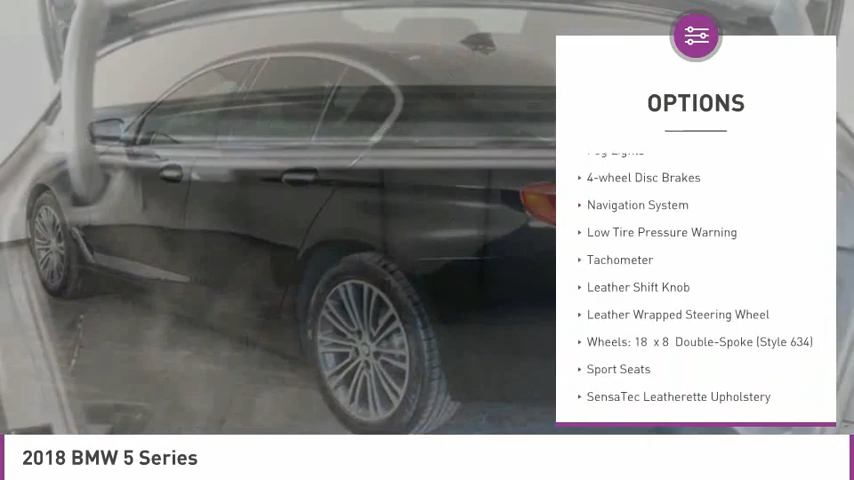 OPTIONS
4-wheel Disc Brakes
Navigation System
Low Tire Pressure Warning
Tachometer
Leather Shift Knob
Leather Wrapped Steering Wheel
Wheels: 18 x 8 Double-Spoke (Style 634)
Sport Seats
SensaTec Leatherette Upholstery
2018 BMW 5 Series